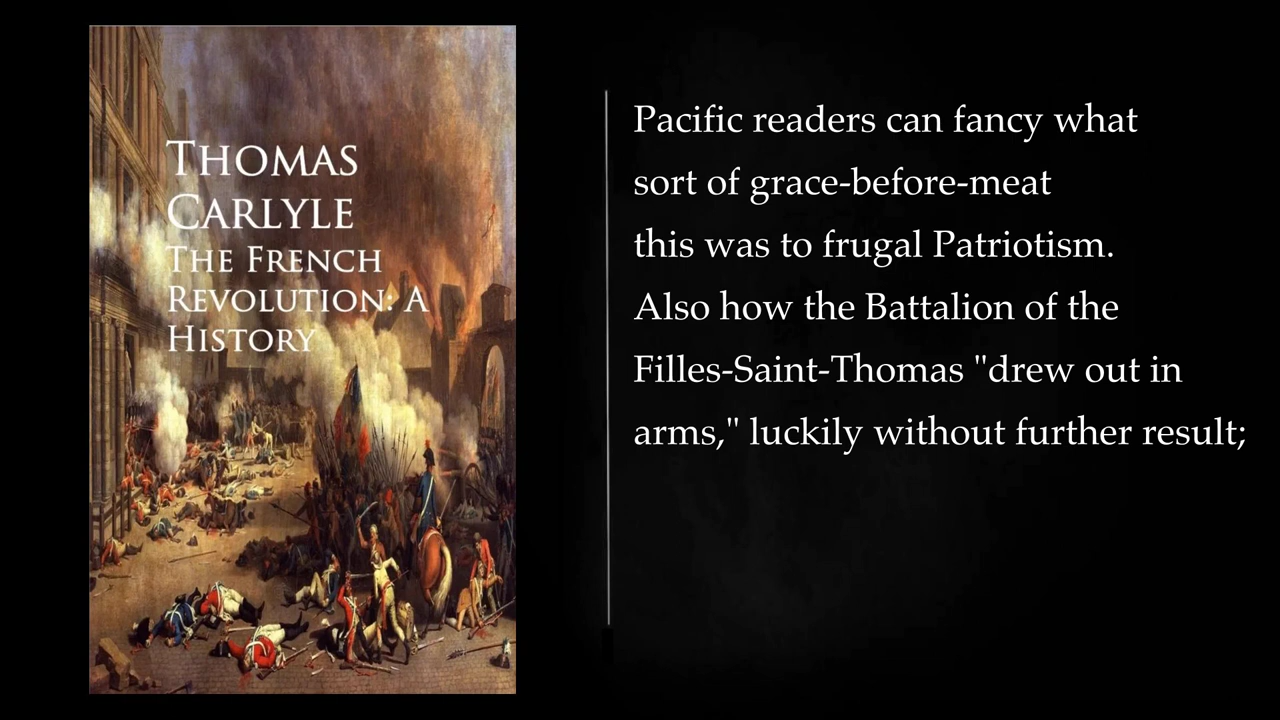 THOMAS
CARLYLE
THE FRENCH
REVOLUTION: A
HISTORY
Pacific readers can fancy what
sort of grace-before-meat
this was to frugal Patriotism.
Also how the Battalion of the
Filles-Saint-Thomas "drew out in
arms," luckily without further result;